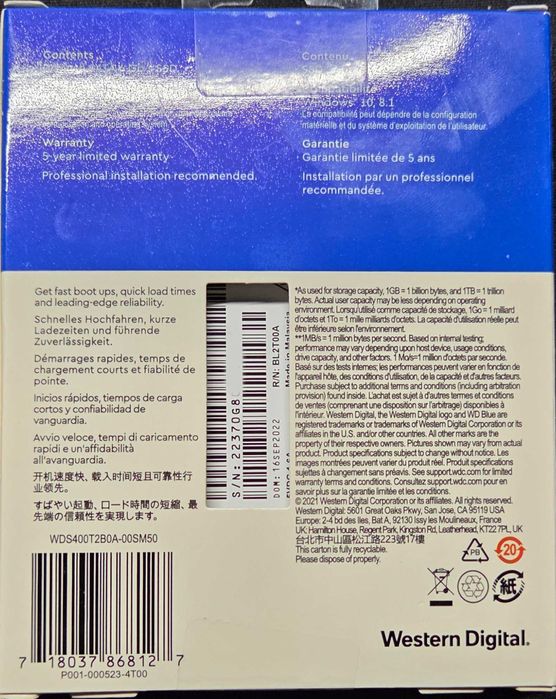 Contents
Contenu
Windows® 10, 8.1
La compatibilité peut dépendre de la configuration
matérielle et du système d'exploitation de l'utilisateur.
Warranty
5-year limited warranty
Professional installation recommended.
Garantie
Garantie limitée de 5 ans
Installation par un professionnel
recommandée.
Get fast boot ups, quick load times
and leading-edge reliability.
Schnelles Hochfahren, kurze
Ladezeiten und führende
Zuverlässigkeit.
Démarrages rapides, temps de
chargement courts et fiabilité de
pointe.
Inicios rápidos, tiempos de carga
cortos y confiabilidad de
vanguardia.
Avvio veloce, tempi di caricamento
rapidi e un'affidabilità
all'avanguardia.
开机速度快、载入时间短且可靠性行
业领先。
すばやい起動、ロード時間の短縮、最
先端の信頼性を実現します。
WDS400T2B0A-00SM50
7 18037 86812 7
P001-000523-4T00
S/N: 22370G8
DOM: 16SEP2022
R/N: BL2T00A
Made in Malaysia
*As used for storage capacity, 1GB = 1 billion bytes, and 1TB = 1 trillion
bytes. Actual user capacity may be less depending on operating
environment. Lorsqu'utilisé comme capacité de stockage, 1Go = 1 milliard
d'octets et 1To = 1 mille milliards d'octets. La capacité d'utilisation réelle peut
être inférieure selon l'environnement.
**1MB/s = 1 million bytes per second. Based on internal testing;
performance may vary depending on host device, usage conditions,
drive capacity, and other factors. 1 Mo/s=1 million d'octets par seconde.
Basé sur des tests internes; les performances peuvent varier en fonction de
l'appareil hôte, des conditions d'utilisation, de la capacité et d'autres facteurs.
Purchase subject to additional terms and conditions (including arbitration
provision) found inside. L'achat est sujet à d'autres termes et conditions
de ventes (comprenant une disposition sur l'arbitrage) disponibles à
l'intérieur. Western Digital, the Western Digital logo and WD Blue are
registered trademarks or trademarks of Western Digital Corporation or its
affiliates in the U.S. and/or other countries. All other marks are the
property of their respective owners. Pictures shown may vary from actual
product. Product specifications subject to change without notice. Les
images montrées peuvent varier du produit réel. Produit spécifications
sujettes à changement sans préavis. See support.wdc.com for limited
warranty terms and conditions. Consultez support.wdc.com pour en
savoir plus sur la garantie limitée et les conditions.
© 2021 Western Digital Corporation or its affiliates. All rights reserved.
Western Digital: 5601 Great Oaks Pkwy, San Jose, CA 95119 USA
Europe: 2-4 bd des Iles, Bat A, 92130 Issy les Moulineaux, France
UK: Hamilton House, Regent Park, Kingston Rd, Leatherhead, KT22 7PL, UK
台北市中山區松江路223號17樓
This carton is fully recyclable.
Please dispose of properly.
PB
20
紙
Western Digital®